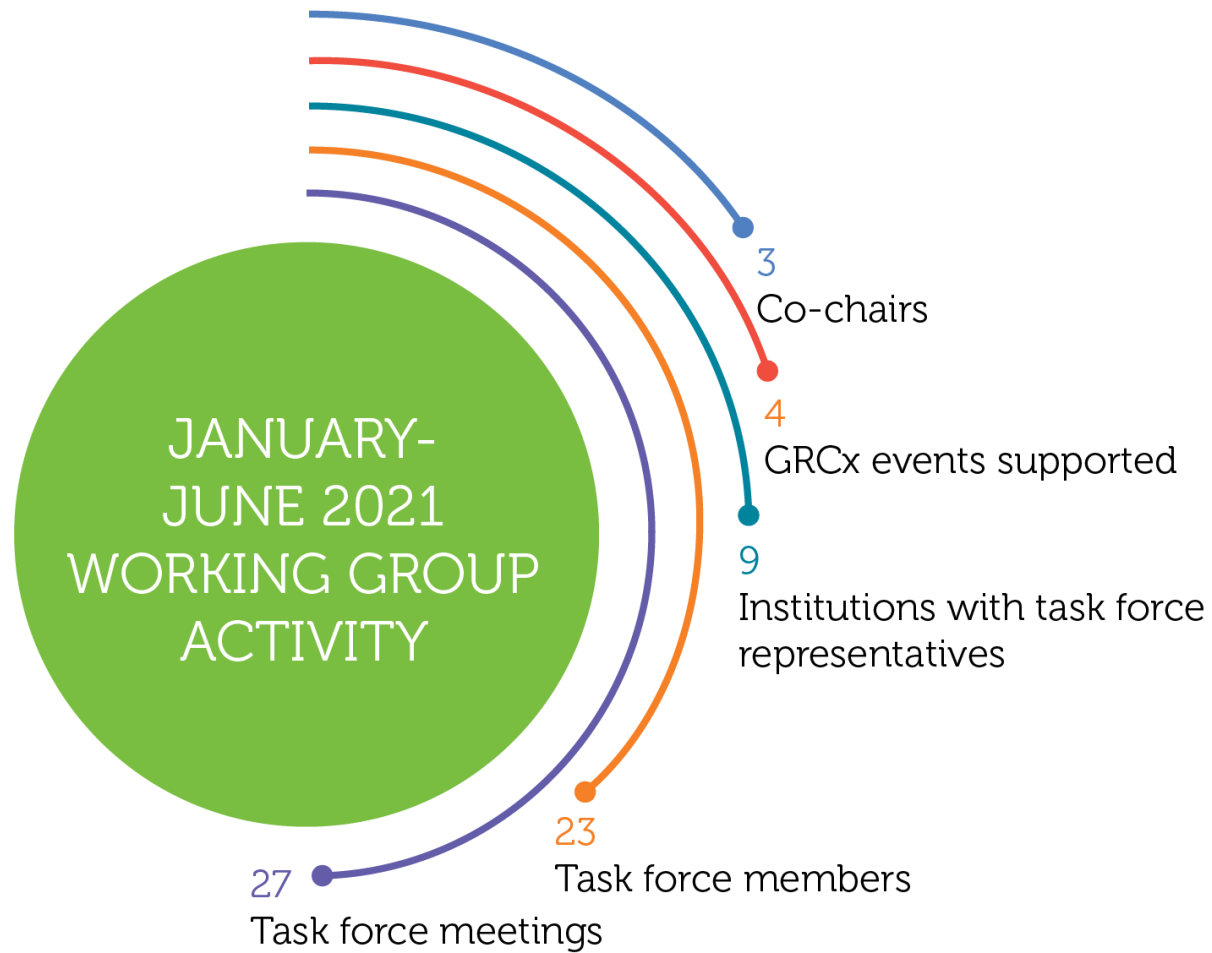 JANUARY-
JUNE 2021
WORKING GROUP
ACTIVITY
3
Co-chairs
4
GRCx events supported
9
Institutions with task force
representatives
23
Task force members
27
Task force meetings